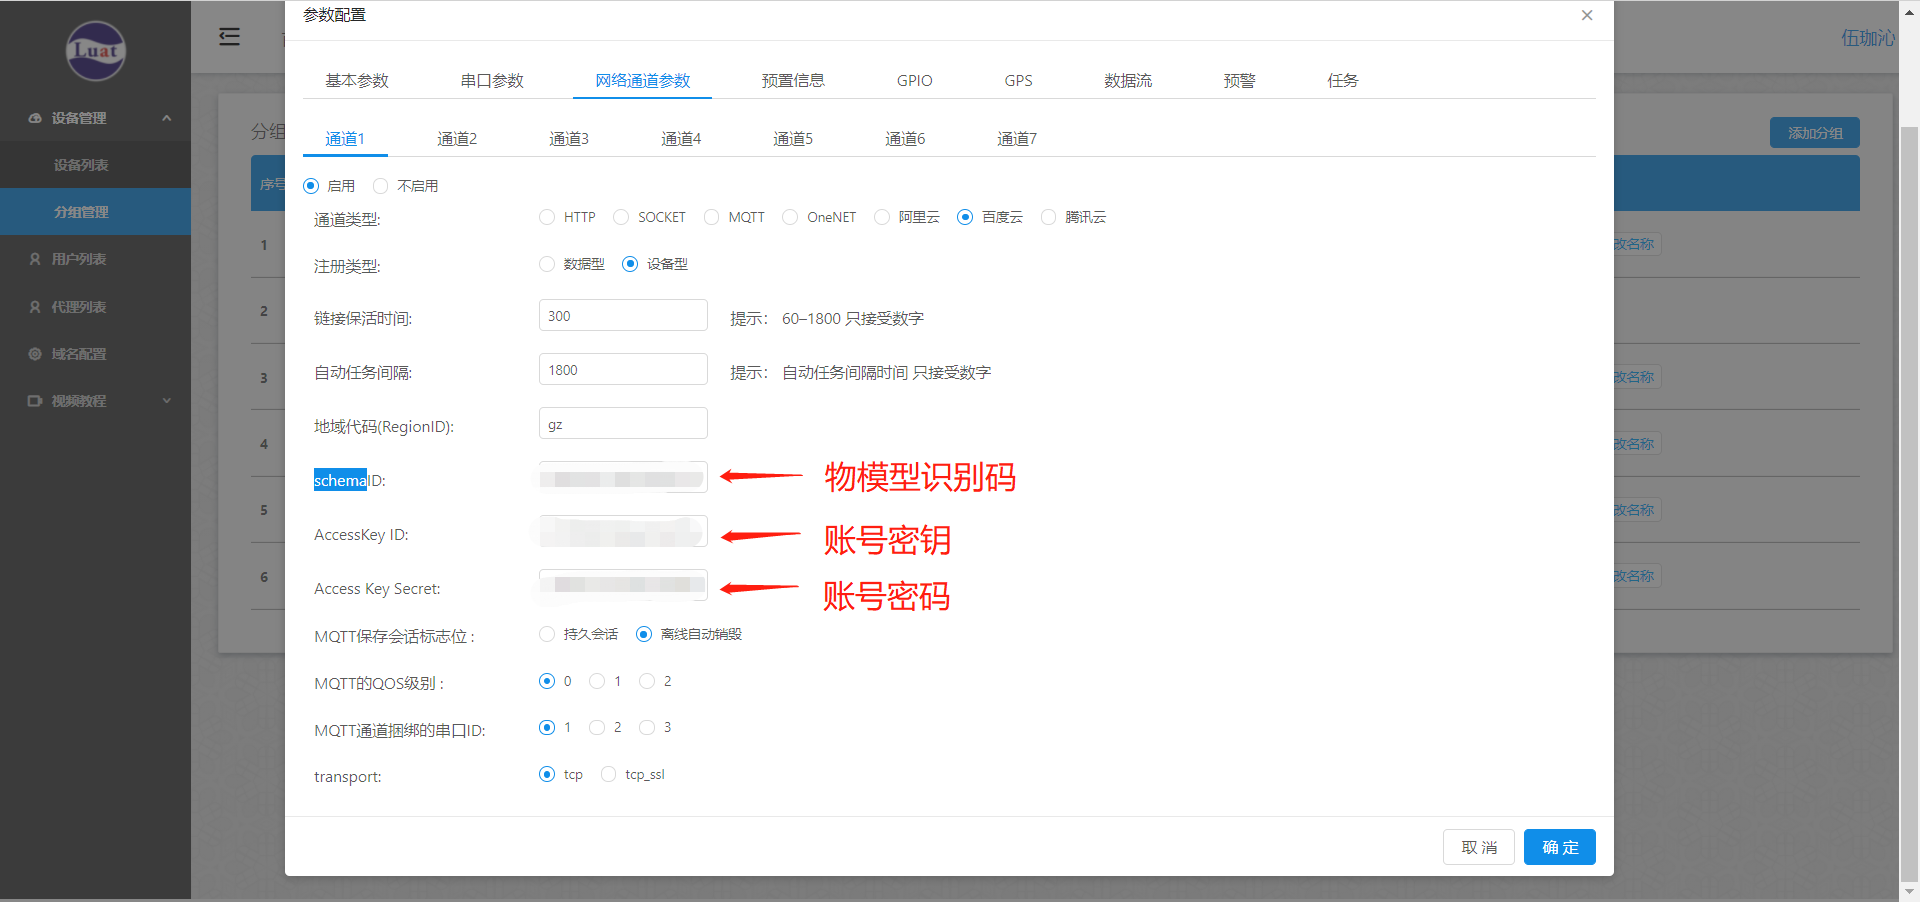 参数配置
Luat
伍珈沁
基本参数 串口参数 网络通道参数 预置信息 GPIO GPS 数据流 预警 任务
设备管理
设备列表
分组管理
用户列表
代理列表
域名配置
视频教程
分组
添加分组
序号
1
2
3
4
5
6
改名称
改名称
改名称
改名称
改名称
通道1 通道2 通道3 通道4 通道5 通道6 通道7
启用 不启用
通道类型: HTTP SOCKET MQTT OneNET 阿里云 百度云 腾讯云
注册类型: 数据型 设备型
链接保活时间: 300 提示: 60–1800 只接受数字
自动任务间隔: 1800 提示: 自动任务间隔时间 只接受数字
地域代码(RegionID): gz
schemaID: 物模型识别码
AccessKey ID: 账号密钥
Access Key Secret: 账号密码
MQTT保存会话标志位 : 持久会话 离线自动销毁
MQTT的QOS级别 : 0 1 2
MQTT通道捆绑的串口ID: 1 2 3
transport: tcp tcp_ssl
取 消 确 定